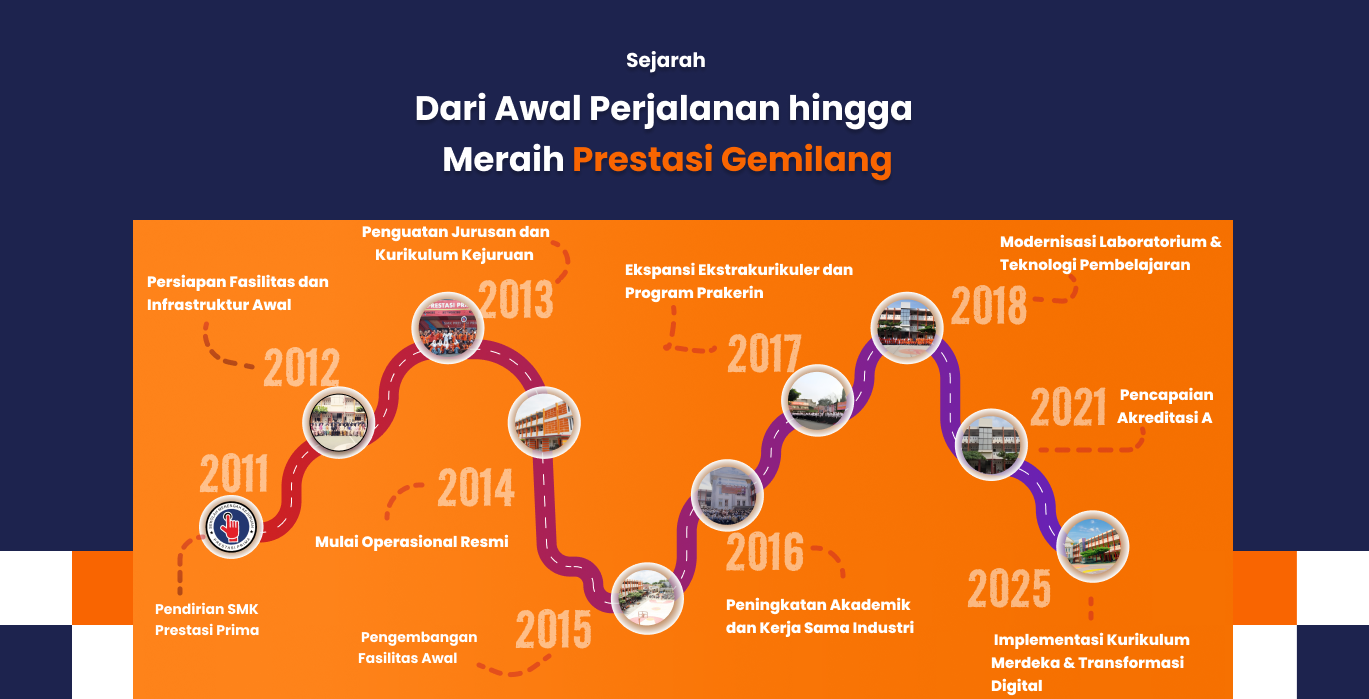 Sejarah
Dari Awal Perjalanan hingga
Meraih Prestasi Gemilang
2011
Pendirian SMK
Prestasi Prima
Persiapan Fasilitas dan
Infrastruktur Awal
2012
Penguatan Jurusan dan
Kurikulum Kejuruan
2013
2014
Mulai Operasional Resmi
2015
Pengembangan
Fasilitas Awal
2016
Peningkatan Akademik
dan Kerja Sama Industri
Ekspansi Ekstrakurikuler dan
Program Prakerin
2017
Modernisasi Laboratorium &
Teknologi Pembelajaran
2018
2021
Pencapaian
Akreditasi A
2025
Implementasi Kurikulum
Merdeka & Transformasi
Digital
PRESTASI PRIMA